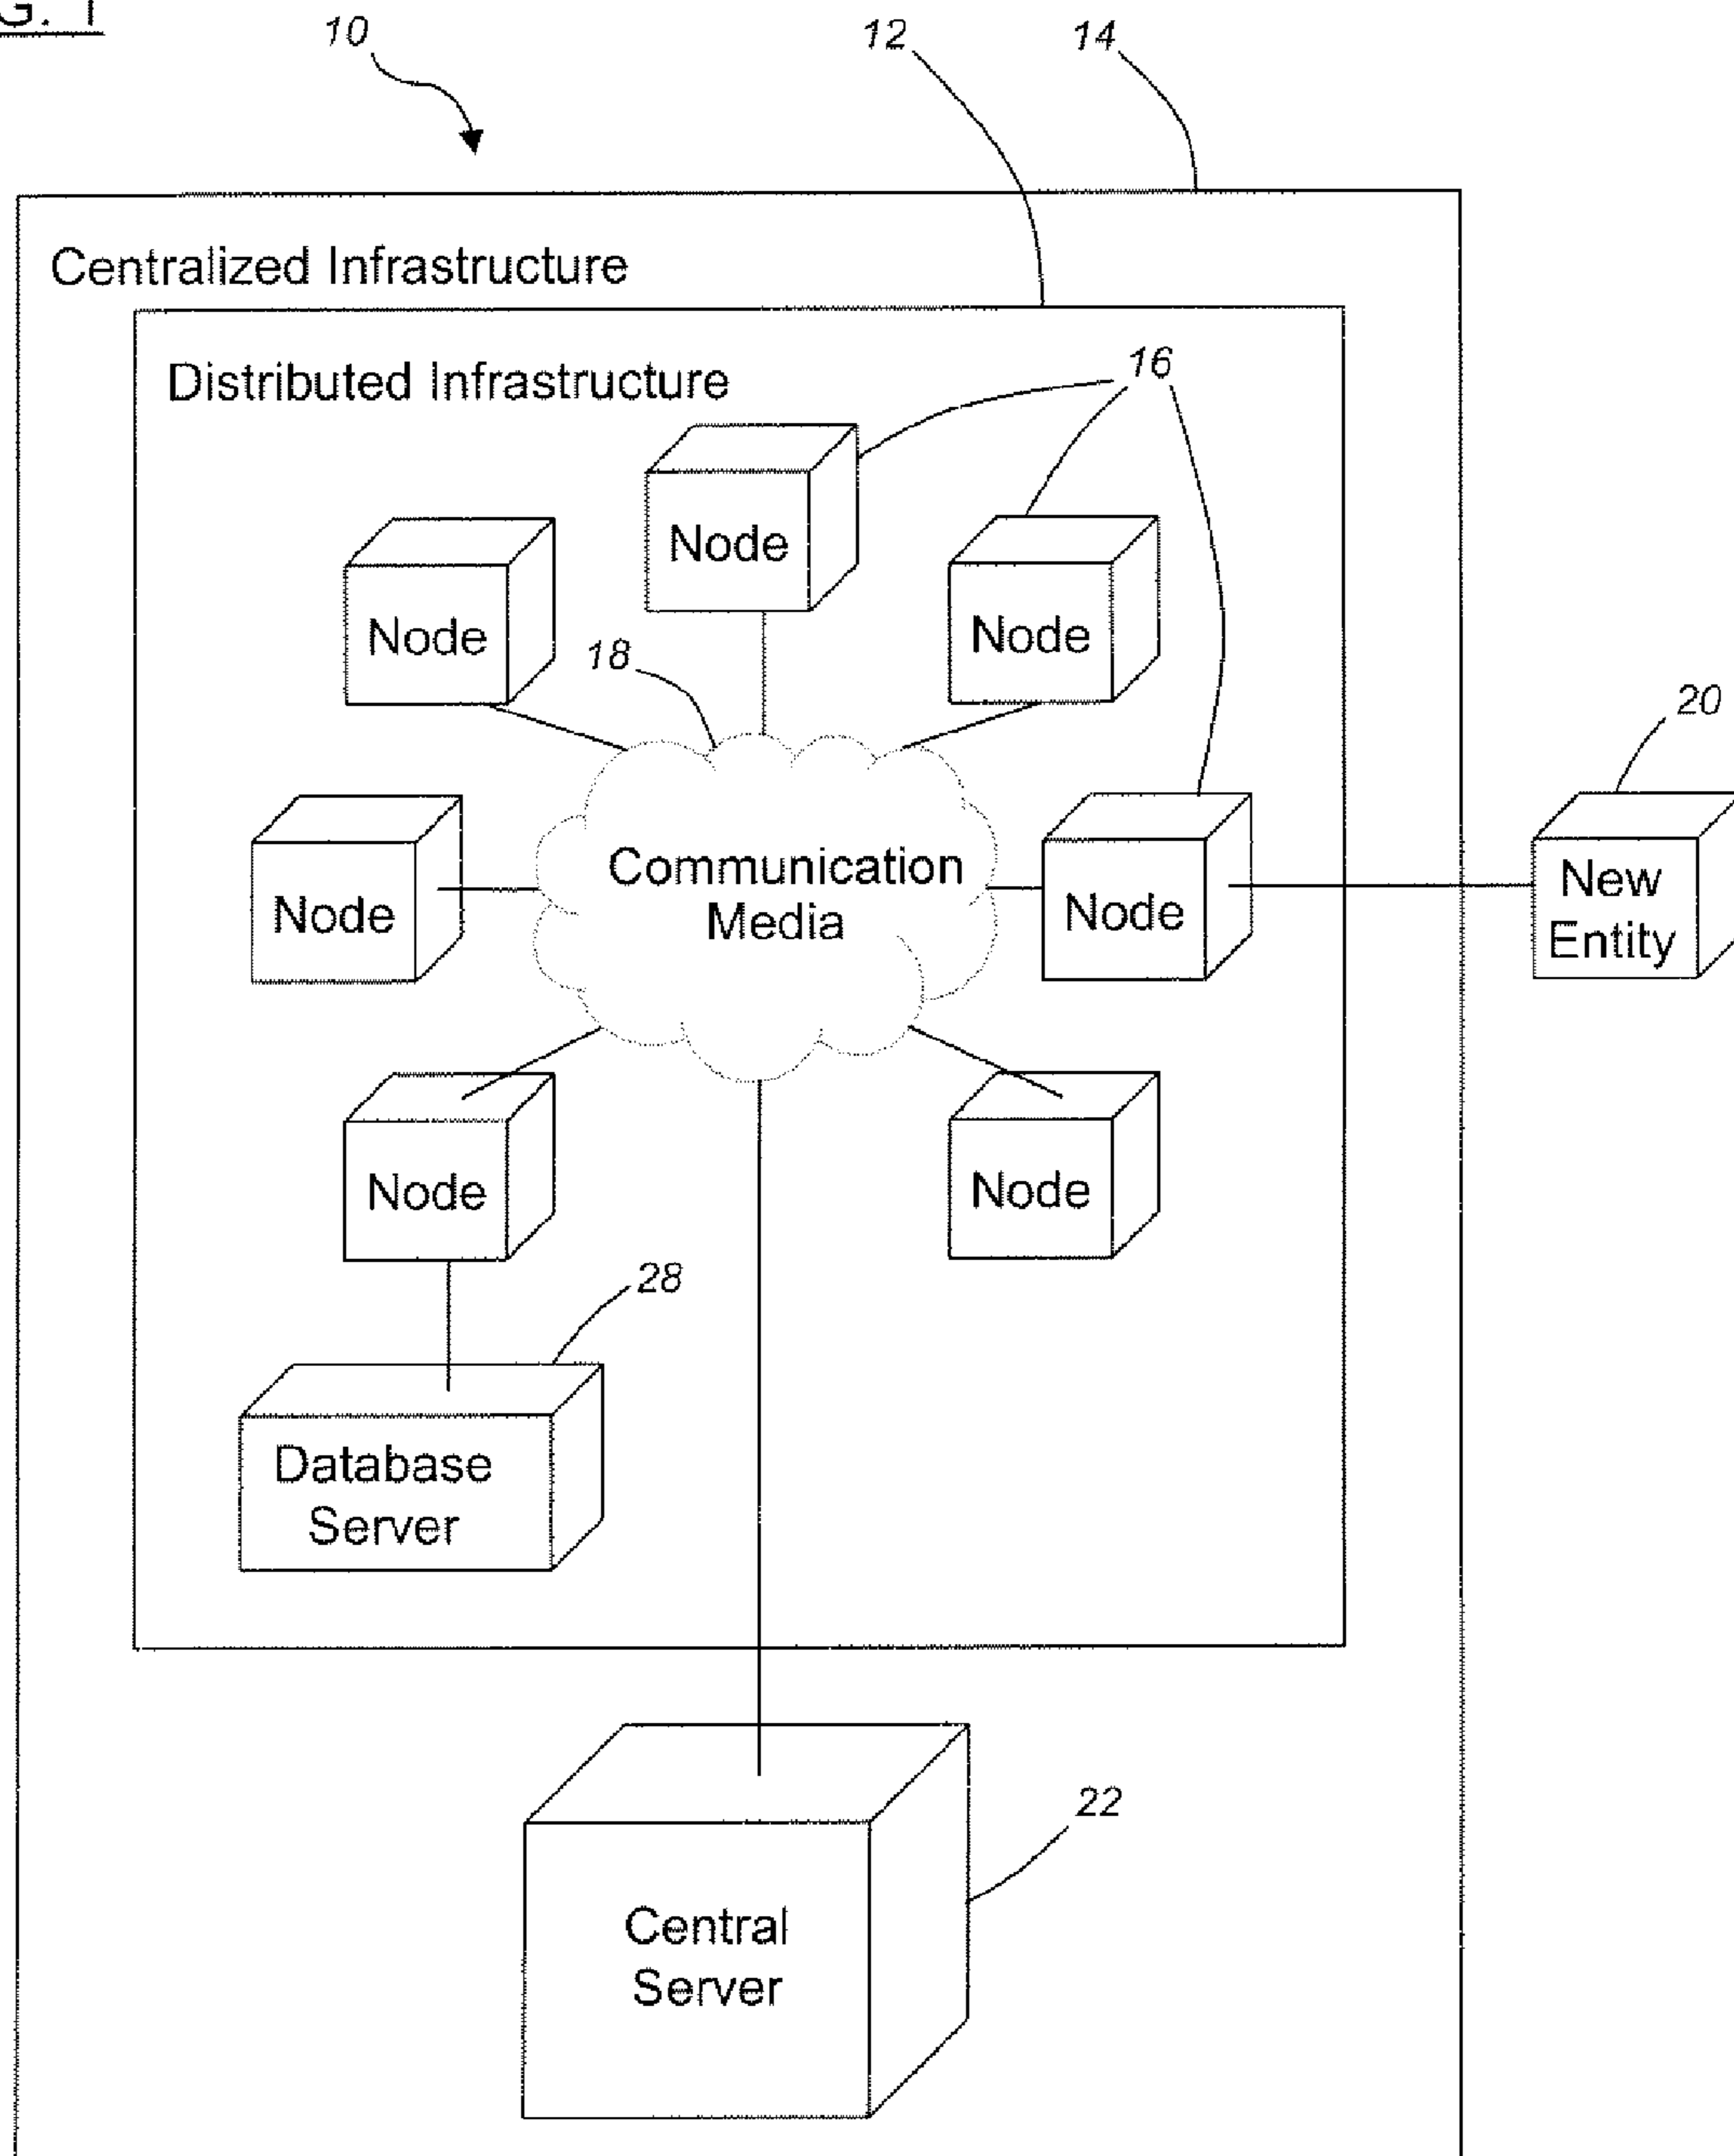 G. 1
10
12
14
Centralized Infrastructure
Distributed Infrastructure
16
Node
Node
Node
18
20
Communication
Media
Node
Node
New
Entity
Node
Node
28
Database
Server
22
Central
Server